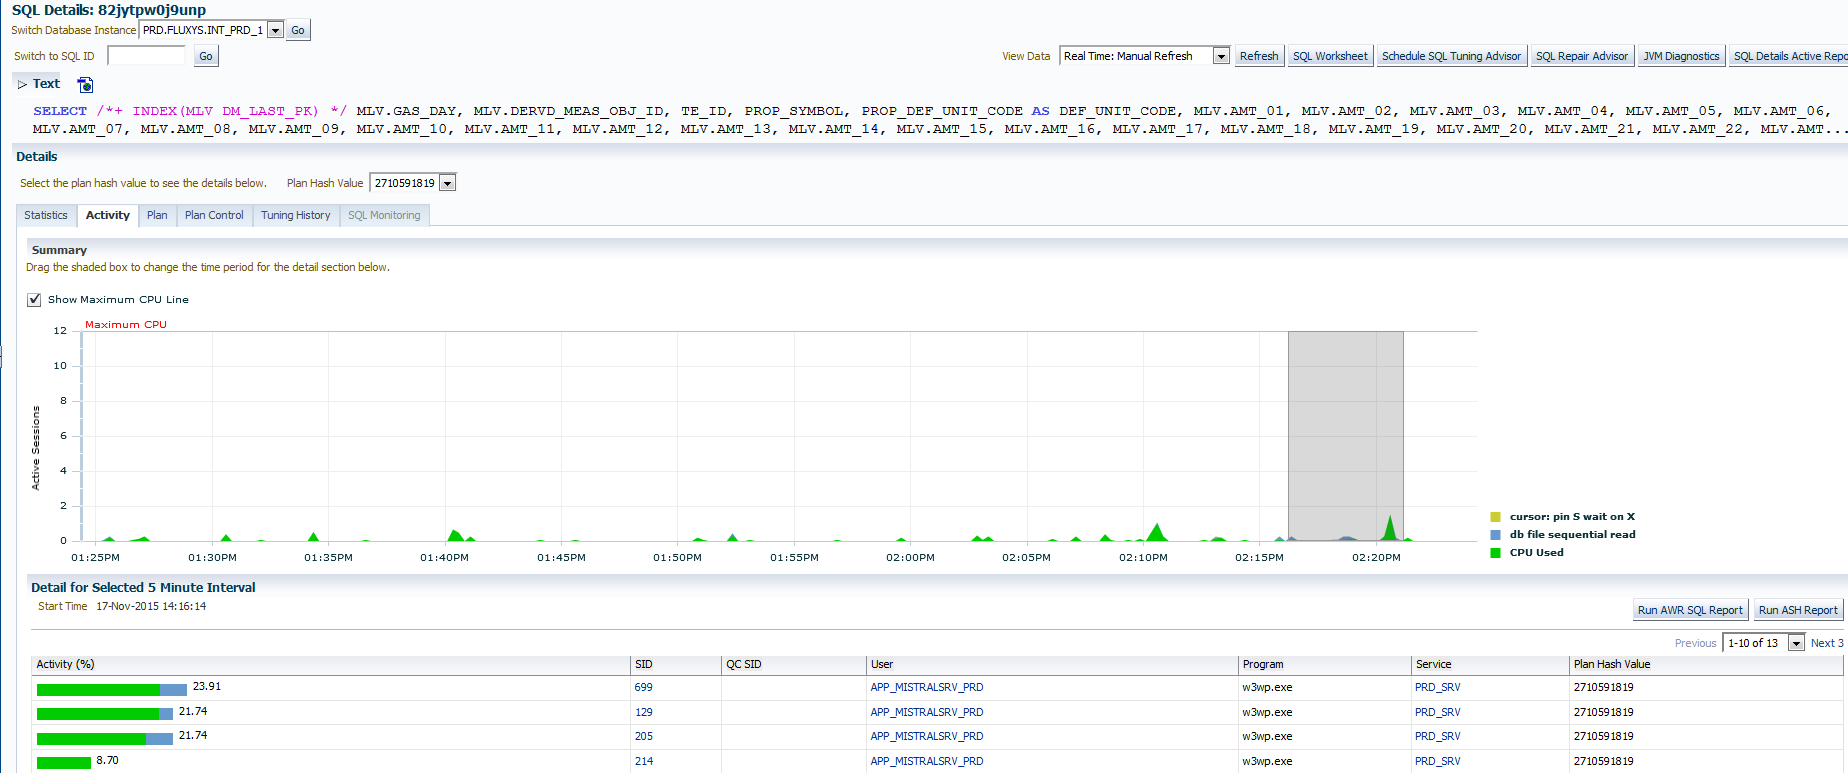 SQL Details: 82jytpw0j9unp
Switch Database Instance PRD.FLUXYS.INT_PRD_1 Go
Switch to SQL ID Go View Data Real Time: Manual Refresh Refresh SQL Worksheet Schedule SQL Tuning Advisor SQL Repair Advisor JVM Diagnostics SQL Details Active Repo
Text
SELECT /*+ INDEX(MLV DM_LAST_PK) */ MLV.GAS_DAY, MLV.DERVD_MEAS_OBJ_ID, TE_ID, PROP_SYMBOL, PROP_DEF_UNIT_CODE AS DEF_UNIT_CODE, MLV.AMT_01, MLV.AMT_02, MLV.AMT_03, MLV.AMT_04, MLV.AMT_05, MLV.AMT_06,
MLV.AMT_07, MLV.AMT_08, MLV.AMT_09, MLV.AMT_10, MLV.AMT_11, MLV.AMT_12, MLV.AMT_13, MLV.AMT_14, MLV.AMT_15, MLV.AMT_16, MLV.AMT_17, MLV.AMT_18, MLV.AMT_19, MLV.AMT_20, MLV.AMT_21, MLV.AMT_22, MLV.AMT...
Details
Select the plan hash value to see the details below. Plan Hash Value 2710591819
Statistics Activity Plan Plan Control Tuning History SQL Monitoring
Summary
Drag the shaded box to change the time period for the detail section below.
Show Maximum CPU Line
Maximum CPU
12
10
8
6
4
2
0
Active Sessions
01:25PM 01:30PM 01:35PM 01:40PM 01:45PM 01:50PM 01:55PM 02:00PM 02:05PM 02:10PM 02:15PM 02:20PM
cursor: pin S wait on X
db file sequential read
CPU Used
Detail for Selected 5 Minute Interval
Start Time 17-Nov-2015 14:16:14 Run AWR SQL Report Run ASH Report
Previous 1-10 of 13 Next 3
Activity (%) SID QC SID User Program Service Plan Hash Value
23.91 699 APP_MISTRALSRV_PRD w3wp.exe PRD_SRV 2710591819
21.74 129 APP_MISTRALSRV_PRD w3wp.exe PRD_SRV 2710591819
21.74 205 APP_MISTRALSRV_PRD w3wp.exe PRD_SRV 2710591819
8.70 214 APP_MISTRALSRV_PRD w3wp.exe PRD_SRV 2710591819